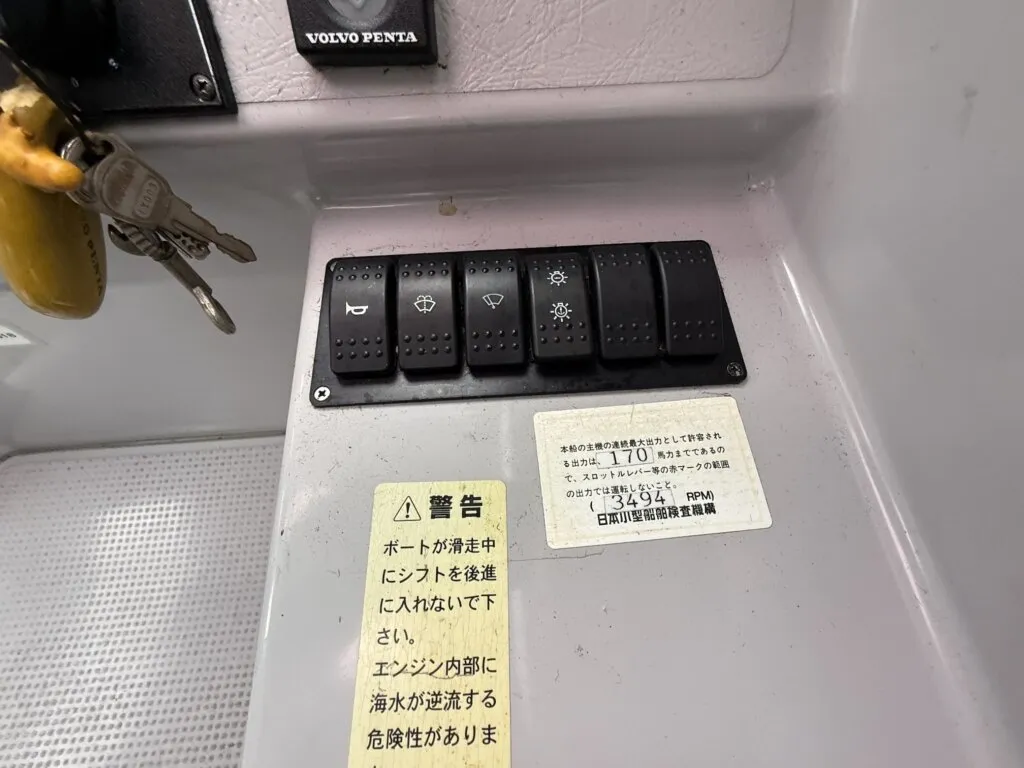 VOLVO PENTA
本船の主機の連続最大出力として許容され
る出力は、170 馬力までであるの
で、スロットルレバー等の赤マークの範囲
の出力では運転しないこと。
( 3494 RPM)
日本小型船舶検査機構
警告
ボートが滑走中
にシフトを後進
に入れないで下
さい。
エンジン内部に
海水が逆流する
危険性がありま